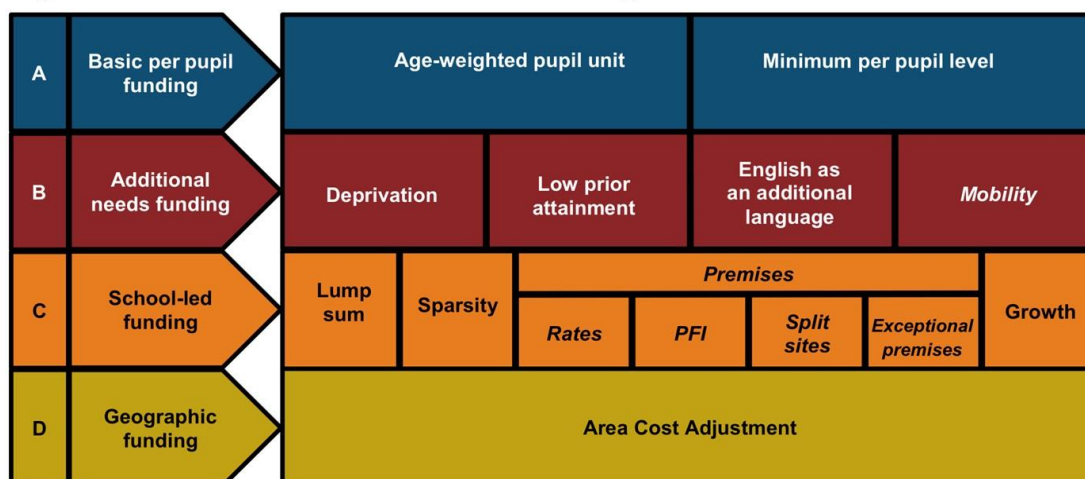 A
Basic per pupil
funding
Age-weighted pupil unit
Minimum per pupil level
B
Additional
needs funding
Deprivation
Low prior
attainment
English as
an additional
language
Mobility
C
School-led
funding
Lump
sum
Sparsity
Premises
Rates
PFI
Split
sites
Exceptional
premises
Growth
D
Geographic
funding
Area Cost Adjustment